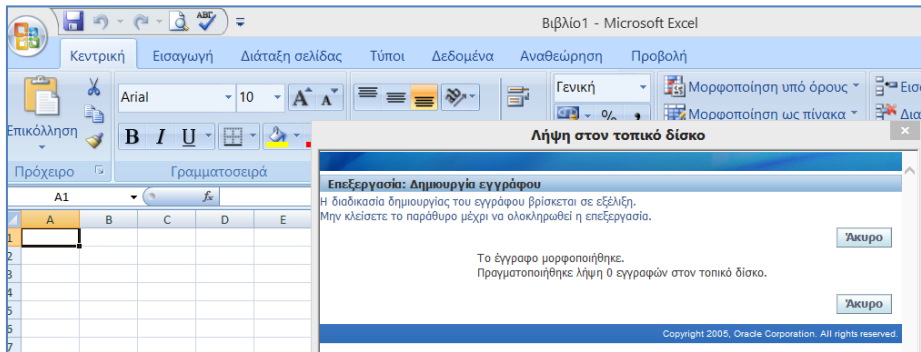 Βιβλίο1 - Microsoft Excel
Κεντρική Εισαγωγή Διάταξη σελίδας Τύποι Δεδομένα Αναθεώρηση Προβολή
Επικόλληση
Arial 10 A A
Γενική
Μορφοποίηση υπό όρους
Μορφοποίηση ως πίνακα
B I U
%
Πρόχειρο Γραμματοσειρά
A1 fx
A B C D E
1
2
3
4
5
6
7
Λήψη στον τοπικό δίσκο
Επεξεργασία: Δημιουργία εγγράφου
Η διαδικασία δημιουργίας του εγγράφου βρίσκεται σε εξέλιξη.
Μην κλείσετε το παράθυρο μέχρι να ολοκληρωθεί η επεξεργασία.
Άκυρο
Το έγγραφο μορφοποιήθηκε.
Πραγματοποιήθηκε λήψη 0 εγγραφών στον τοπικό δίσκο.
Άκυρο
Copyright 2005, Oracle Corporation. All rights reserved.